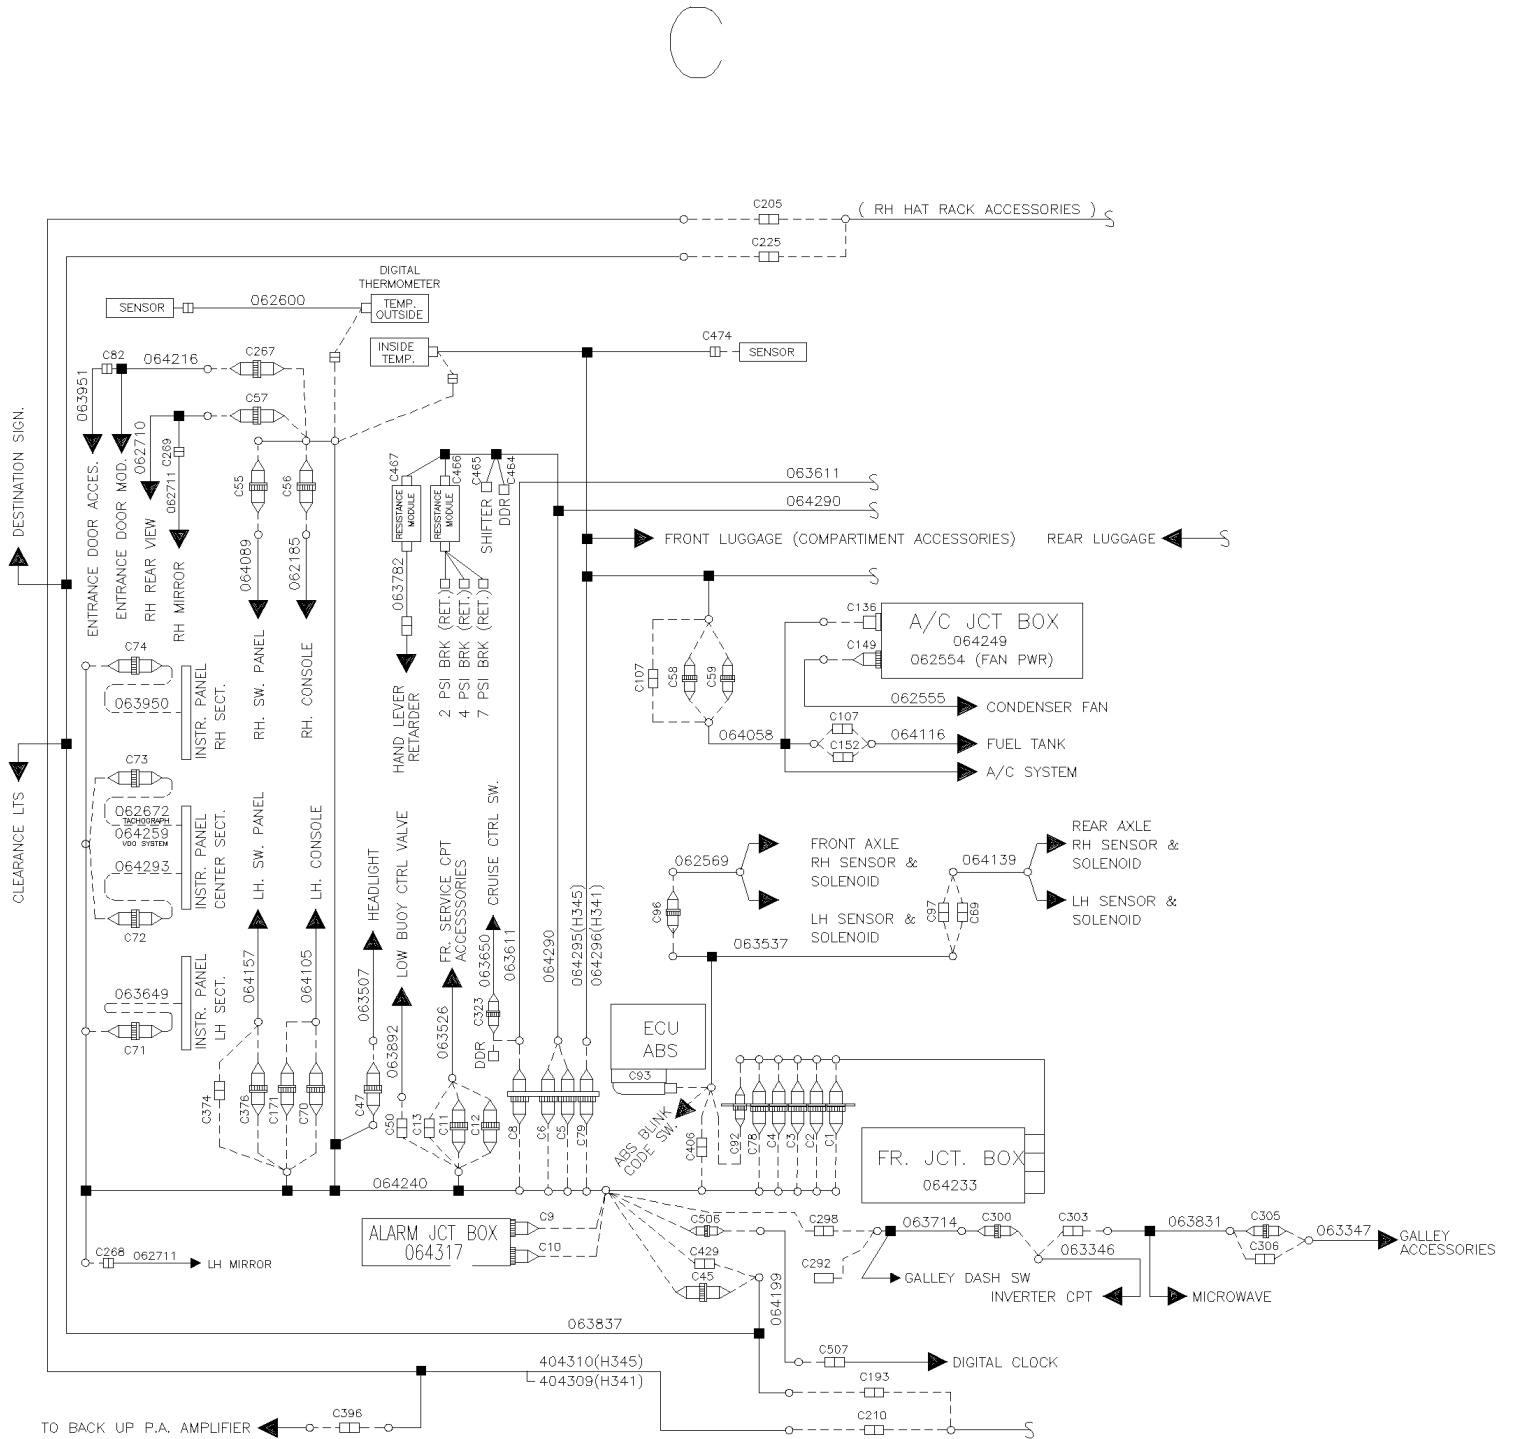 C
C205
( RH HAT RACK ACCESSORIES )
C225
DIGITAL
THERMOMETER
SENSOR
062600
TEMP.
OUTSIDE
INSIDE
TEMP.
C474
SENSOR
C82
064216
C267
063951
C57
062710
C269
062711
DESTINATION SIGN.
ENTRANCE DOOR ACCES.
ENTRANCE DOOR MOD.
RH REAR VIEW
RH MIRROR
C55
C56
064089
062185
RH. SW. PANEL
RH. CONSOLE
C467
C466
C465
C464
RESISTANCE
MODULE
RESISTANCE
MODULE
SHIFTER
DDR
063782
2 PSI BRK (RET.)
4 PSI BRK (RET.)
7 PSI BRK (RET.)
HAND LEVER
RETARDER
063611
064290
FRONT LUGGAGE (COMPARTMENT ACCESSORIES)
REAR LUGGAGE
C107
C58
C59
C136
C149
A/C JCT BOX
064249
062554 (FAN PWR)
062555
CONDENSER FAN
064058
C107
C152
064116
FUEL TANK
A/C SYSTEM
C74
063950
INSTR. PANEL
RH SECT.
CLEARANCE LTS
C73
062672
TACHOGRAPH
064259
VDO SYSTEM
064293
C72
INSTR. PANEL
CENTER SECT.
063649
C71
INSTR. PANEL
LH SECT.
LH. SW. PANEL
LH. CONSOLE
064157
064105
C374
C376
C171
C70
HEADLIGHT
063507
C47
LOW BUOY CTRL VALVE
063892
C50
FR. SERVICE CPT
ACCESSSORIES
063526
C13
C11
C12
CRUISE CTRL SW.
063650
C323
DDR
063611
064290
064295(H345)
064296(H341)
C8
C6
C5
C79
062569
FRONT AXLE
RH SENSOR &
SOLENOID
LH SENSOR &
SOLENOID
C96
063537
064139
C97
C69
REAR AXLE
RH SENSOR &
SOLENOID
LH SENSOR &
SOLENOID
ECU
ABS
C93
ABS BLINK
CODE SW.
C406
C92
C78
C4
C3
C2
C1
FR. JCT. BOX
064233
064240
ALARM JCT BOX
064317
C9
C10
C268
062711
LH MIRROR
C506
C429
C45
064199
C298
C292
063714
GALLEY DASH SW
C300
C303
063346
INVERTER CPT
063831
MICROWAVE
C305
C306
063347
GALLEY
ACCESSORIES
063837
C507
DIGITAL CLOCK
404310(H345)
404309(H341)
C193
C210
TO BACK UP P.A. AMPLIFIER
C396